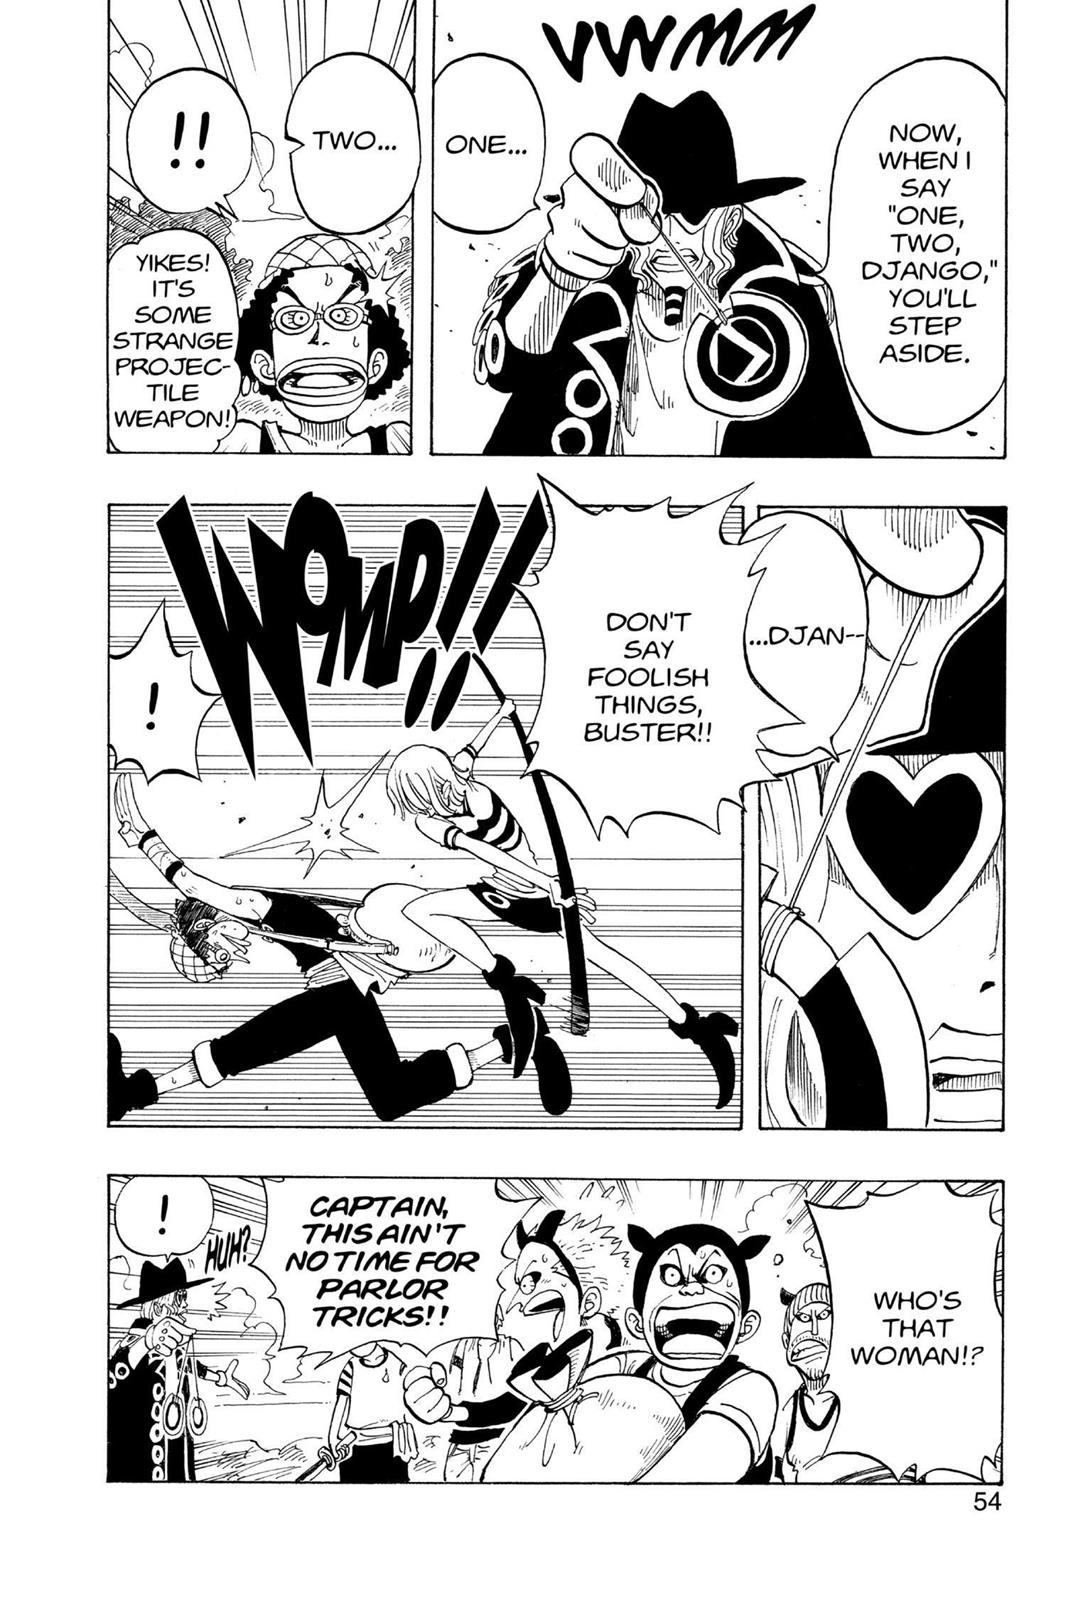 VWMM
NOW,
WHEN I
SAY
"ONE,
TWO,
DJANGO,"
YOU'LL
STEP
ASIDE.
ONE...
TWO...
!!
YIKES!
IT'S
SOME
STRANGE
PROJEC-
TILE
WEAPON!
...DJAN--
DON'T
SAY
FOOLISH
THINGS,
BUSTER!!
WOMP!!
!
WHO'S
THAT
WOMAN!?
CAPTAIN,
THIS AIN'T
NO TIME FOR
PARLOR
TRICKS!!
HUH?
!
54